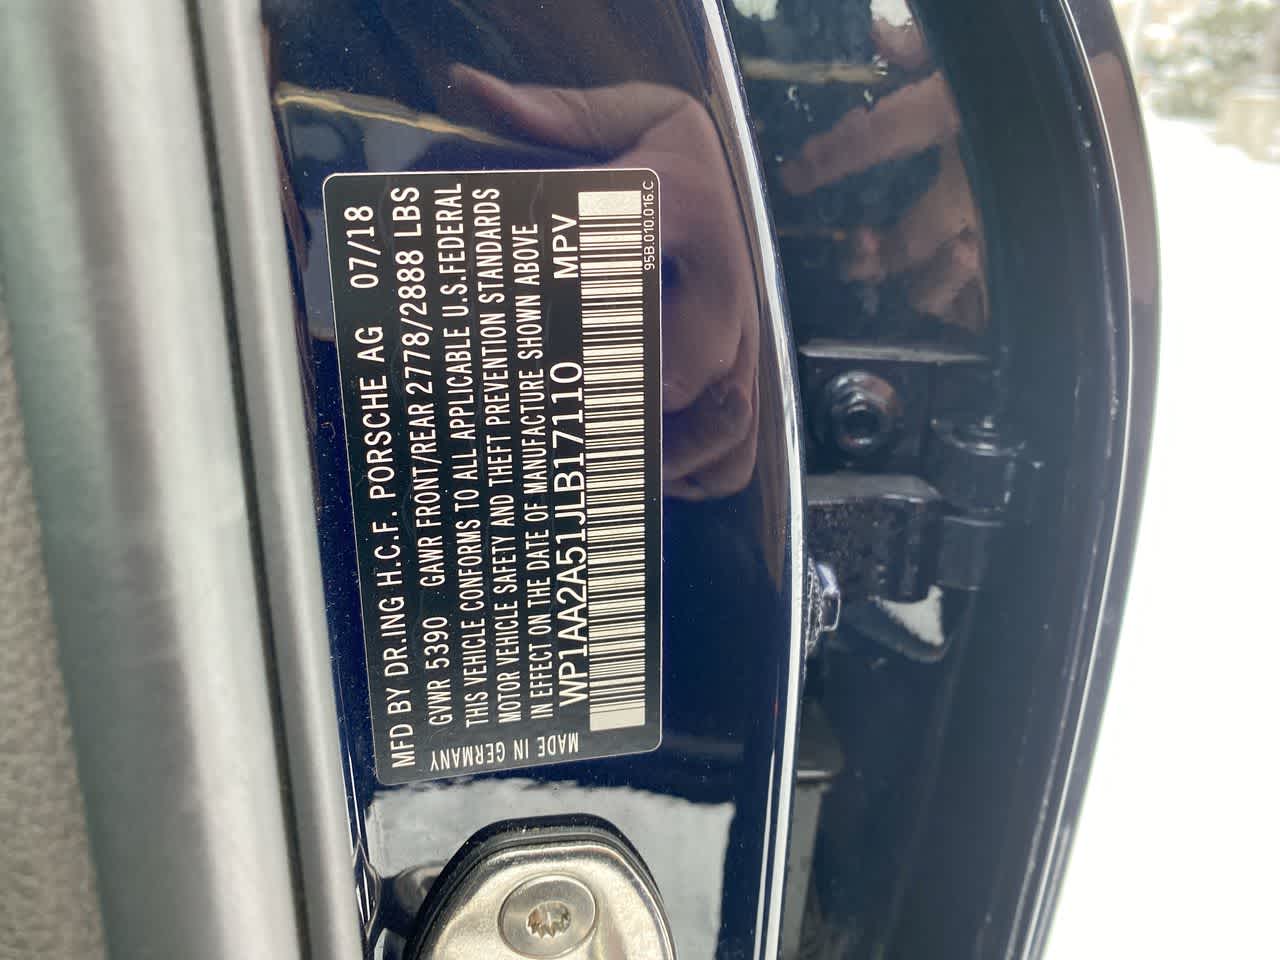 MFD BY DR.ING H.C.F. PORSCHE AG 07/18
GVWR 5390 GAWR FRONT/REAR 2778/2888 LBS
THIS VEHICLE CONFORMS TO ALL APPLICABLE U.S.FEDERAL
MOTOR VEHICLE SAFETY AND THEFT PREVENTION STANDARDS
IN EFFECT ON THE DATE OF MANUFACTURE SHOWN ABOVE
WP1AA2A51JLB17110 MPV
95B.010.016.C
MADE IN GERMANY